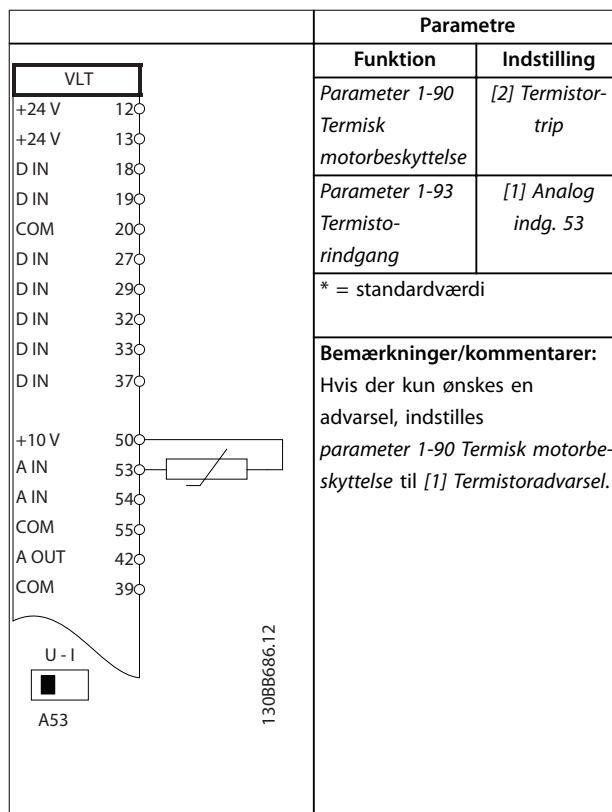 Parametre
Funktion Indstilling
Parameter 1-90 [2] Termistor-
Termisk trip
motorbeskyttelse
Parameter 1-93 [1] Analog
Termisto- indg. 53
rindgang
* = standardværdi
Bemærkninger/kommentarer:
Hvis der kun ønskes en
advarsel, indstilles
parameter 1-90 Termisk motorbe-
skyttelse til [1] Termistoradvarsel.
VLT
+24 V 12
+24 V 13
D IN 18
D IN 19
COM 20
D IN 27
D IN 29
D IN 32
D IN 33
D IN 37
+10 V 50
A IN 53
A IN 54
COM 55
A OUT 42
COM 39
U - I
A53
130BB686.12